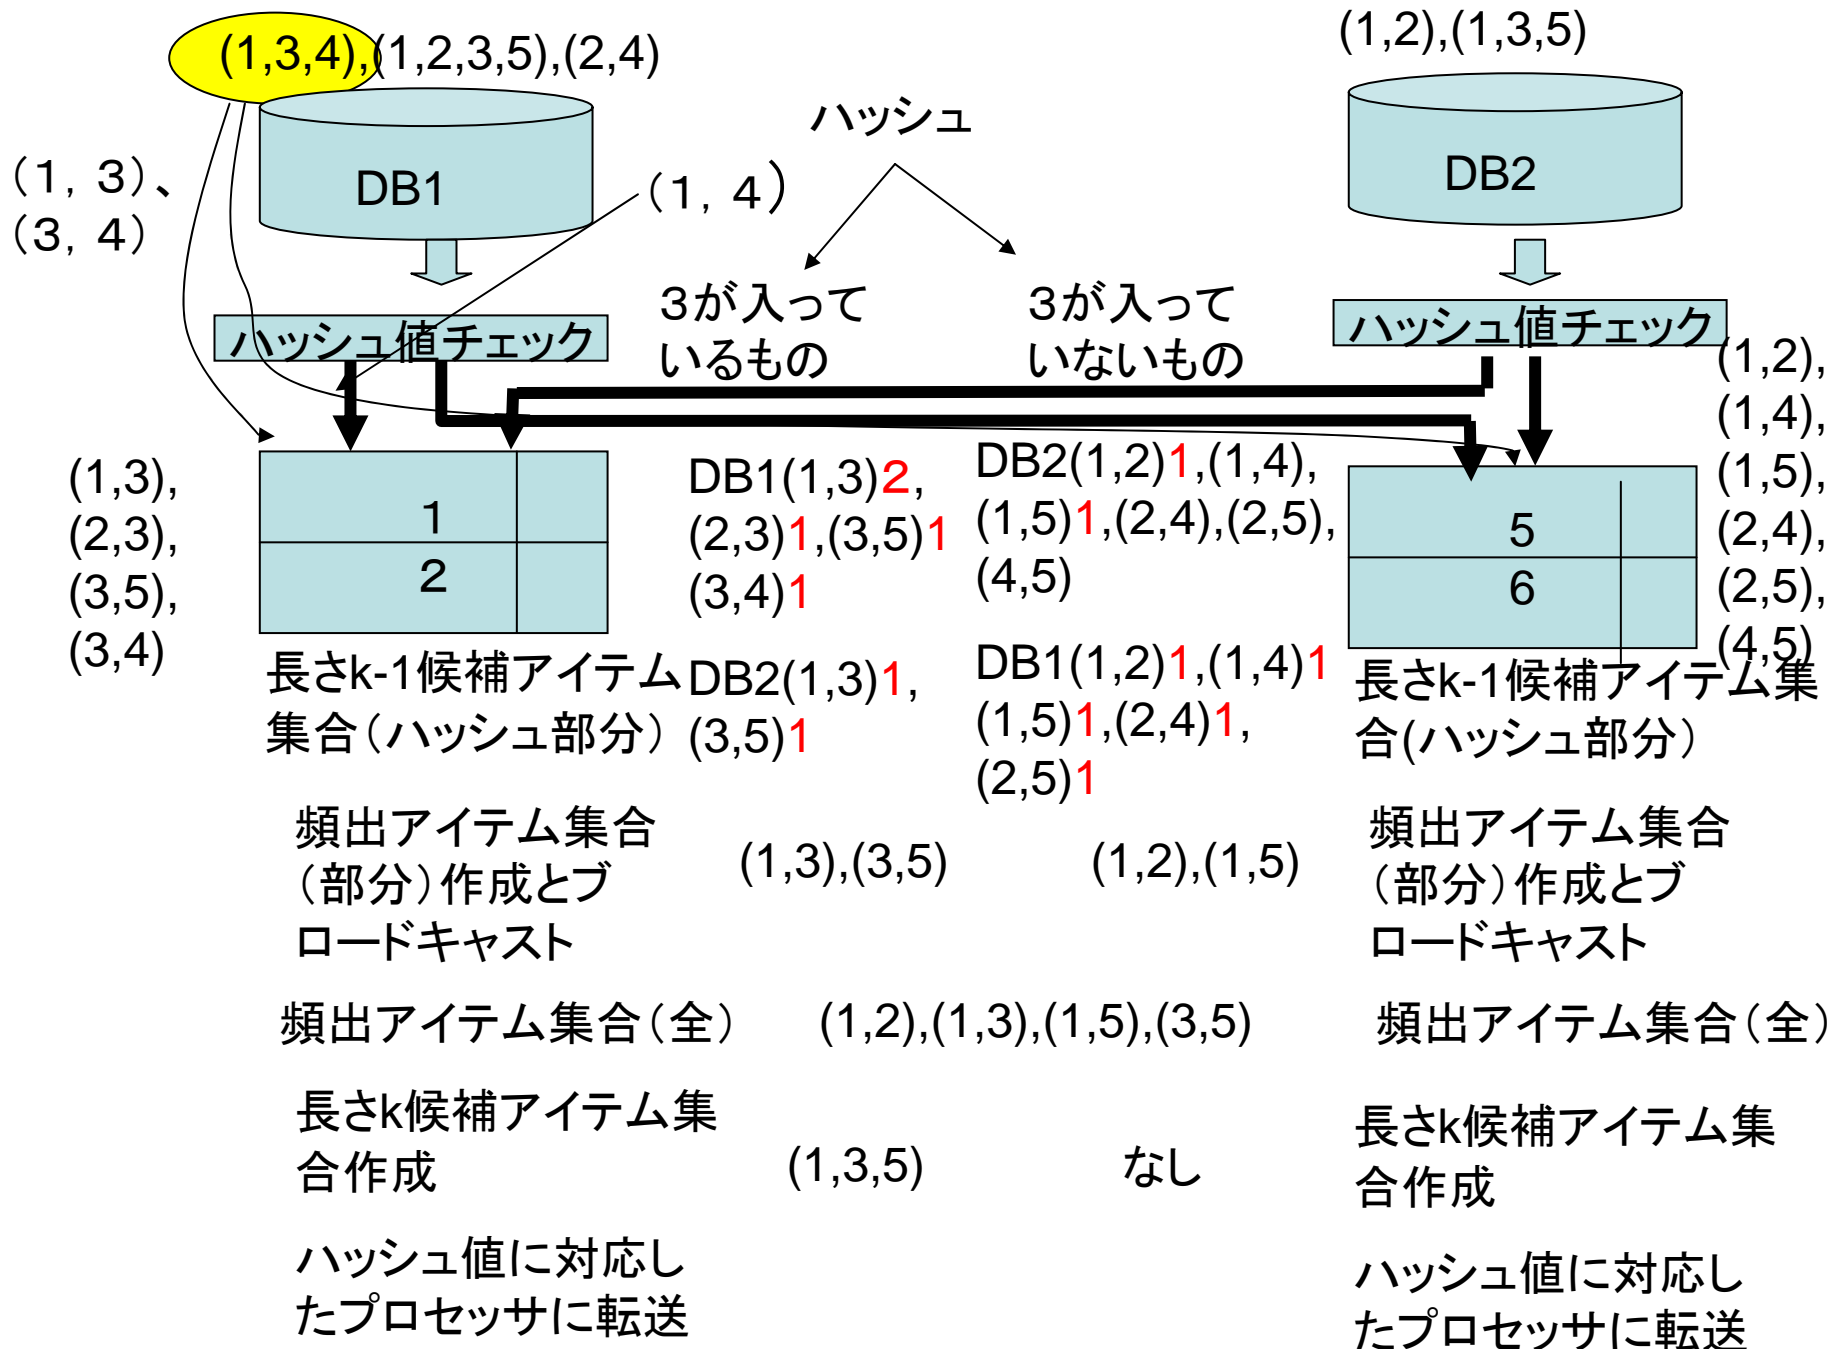 (1,3,4),(1,2,3,5),(2,4)
(1,2),(1,3,5)
ハッシュ
(1, 3)、
(3, 4)
DB1
(1, 4)
DB2
3が入って
いるもの
3が入って
いないもの
ハッシュ値チェック
ハッシュ値チェック
(1,3),
(2,3),
(3,5),
(3,4)
1
2
DB1(1,3)2,
(2,3)1,(3,5)1
(3,4)1
DB2(1,2)1,(1,4),
(1,5)1,(2,4),(2,5),
(4,5)
5
6
(1,2),
(1,4),
(1,5),
(2,4),
(2,5),
(4,5)
長さk-1候補アイテム
集合(ハッシュ部分)
DB2(1,3)1,
(3,5)1
DB1(1,2)1,(1,4)1
(1,5)1,(2,4)1,
(2,5)1
長さk-1候補アイテム集
合(ハッシュ部分)
頻出アイテム集合
(部分)作成とブ
ロードキャスト
(1,3),(3,5)
(1,2),(1,5)
頻出アイテム集合
(部分)作成とブ
ロードキャスト
頻出アイテム集合(全)
(1,2),(1,3),(1,5),(3,5)
頻出アイテム集合(全)
長さk候補アイテム集
合作成
(1,3,5)
なし
長さk候補アイテム集
合作成
ハッシュ値に対応し
たプロセッサに転送
ハッシュ値に対応し
たプロセッサに転送